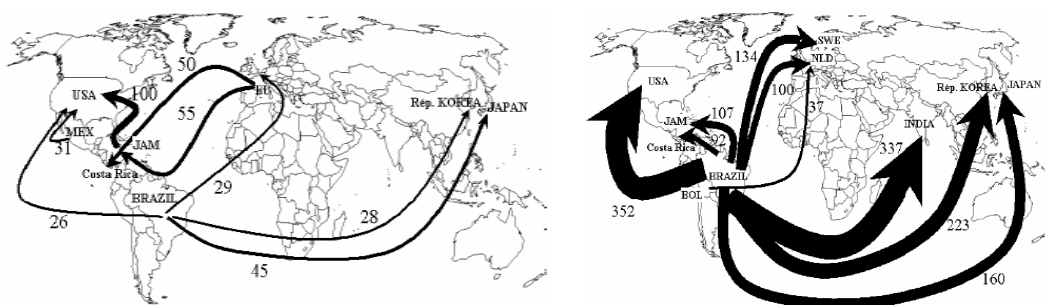 50
EU
USA
100
55
Rep. KOREA
JAPAN
MEX
31
JAM
Costa Rica
29
BRAZIL
26
28
45
SWE
134
NLD
USA
100
37
Rep. KOREA
JAPAN
107
JAM
92
INDIA
Costa Rica
337
BRAZIL
BOL
352
223
160